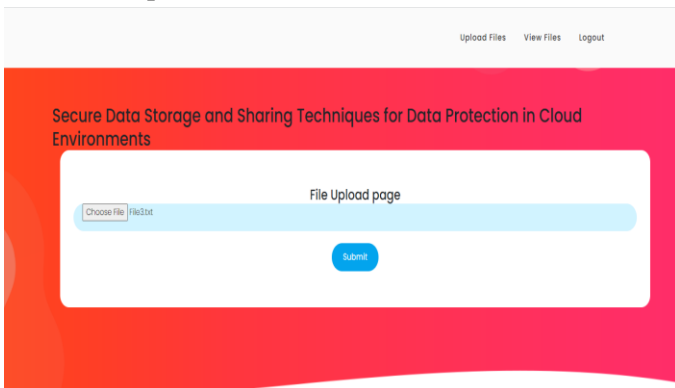 Upload Files View Files Logout
Secure Data Storage and Sharing Techniques for Data Protection in Cloud
Environments
File Upload page
Choose File File3.txt
Submit